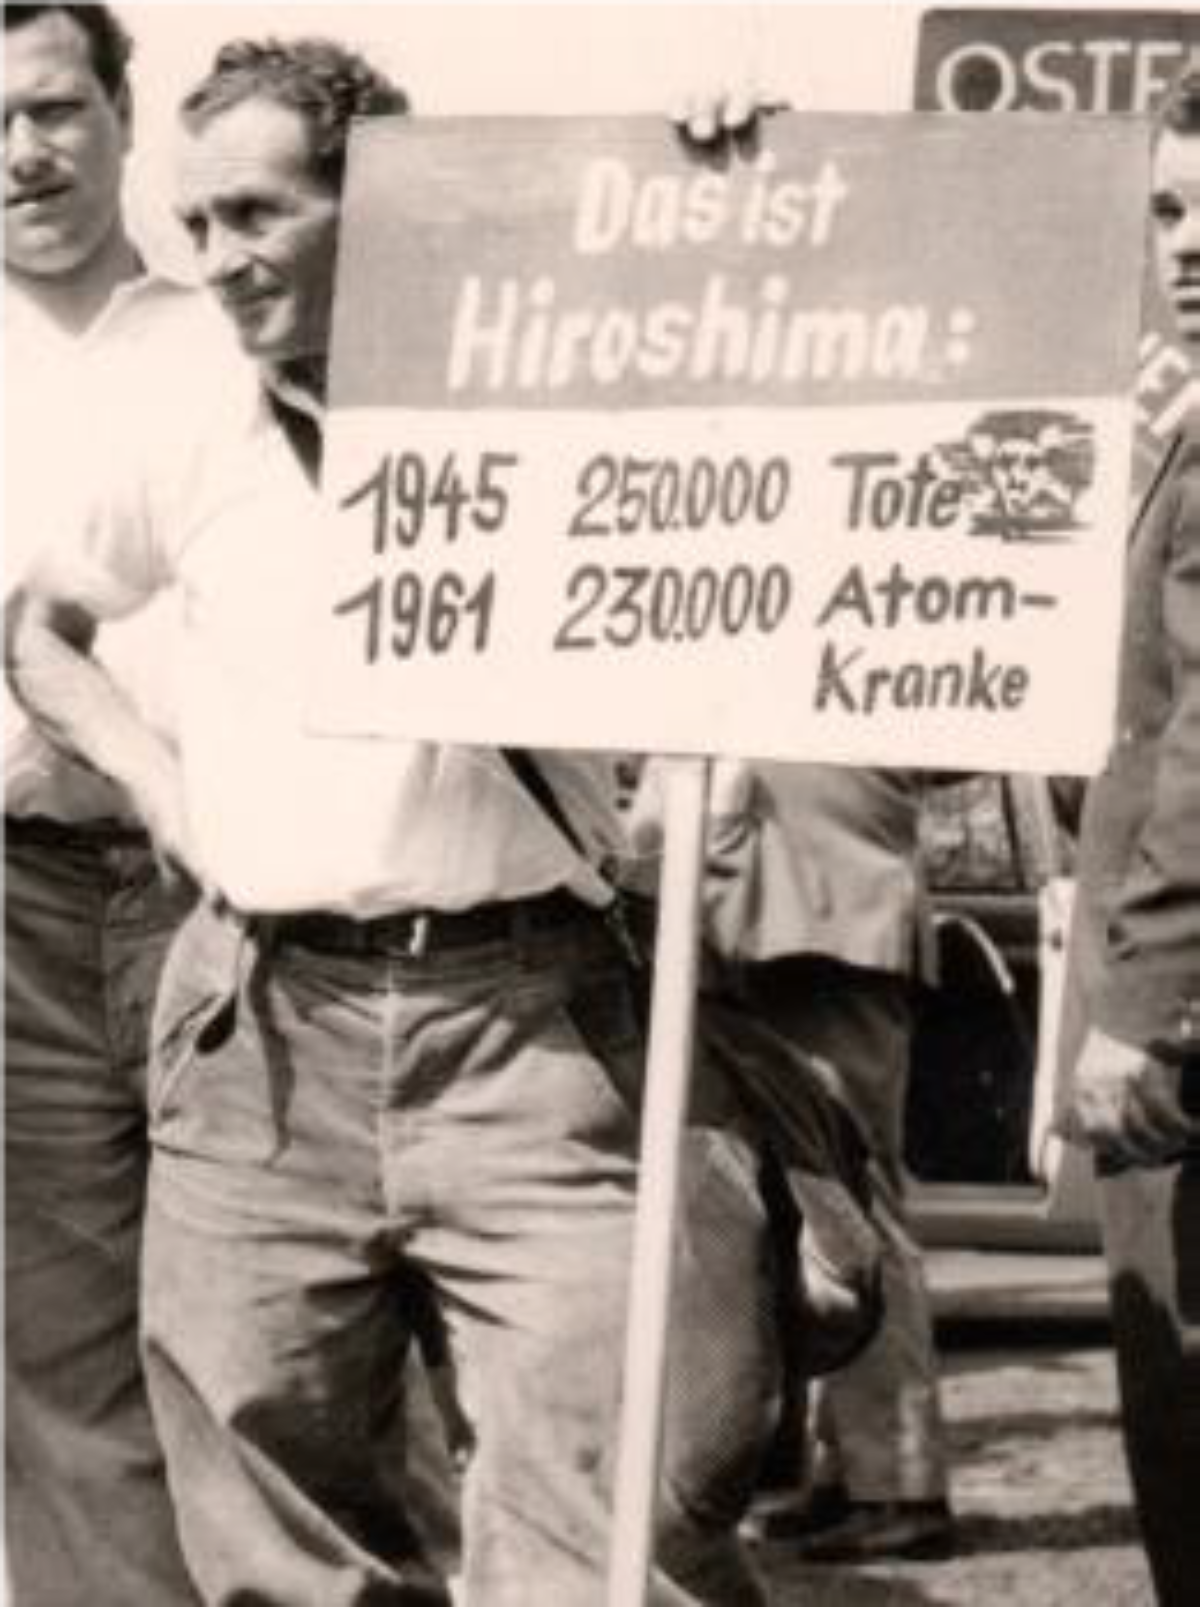 OSTE
Das ist
Hiroshima:
1945 250.000 Tote
1961 230.000 Atom-
Kranke